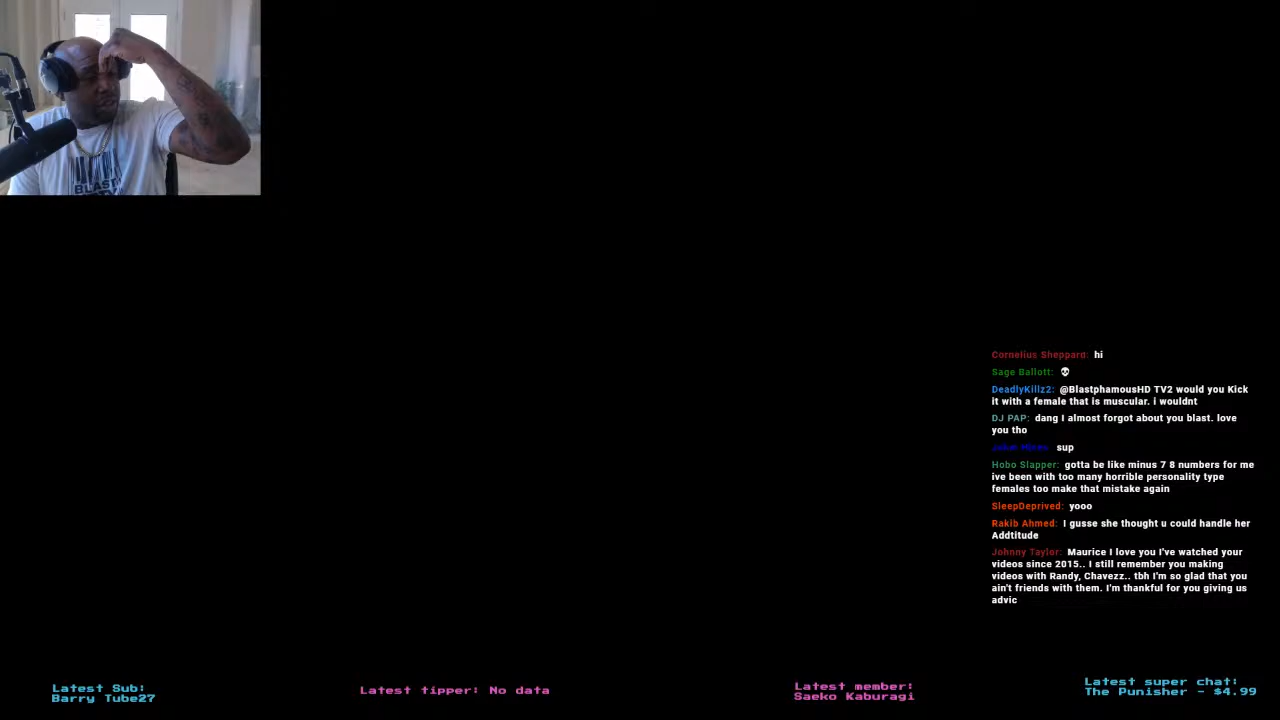 BLAST
Cornelius Sheppard: hi
Sage Ballott: 💀
DeadlyKillz2: @BlastphamousHD TV2 would you Kick
it with a female that is muscular. i wouldnt
DJ PAP: dang I almost forgot about you blast. love
you tho
sup
Hobo Slapper: gotta be like minus 7 8 numbers for me
ive been with too many horrible personality type
females too make that mistake again
SleepDeprived: yooo
Rakib Ahmed: I gusse she thought u could handle her
Addtitude
Johnny Taylor: Maurice I love you I've watched your
videos since 2015.. I still remember you making
videos with Randy, Chavezz.. tbh I'm so glad that you
ain't friends with them. I'm thankful for you giving us
advic
Latest Sub:
Barry Tube27
Latest tipper: No data
Latest member:
Saeko Kaburagi
Latest super chat:
The Punisher - $4.99